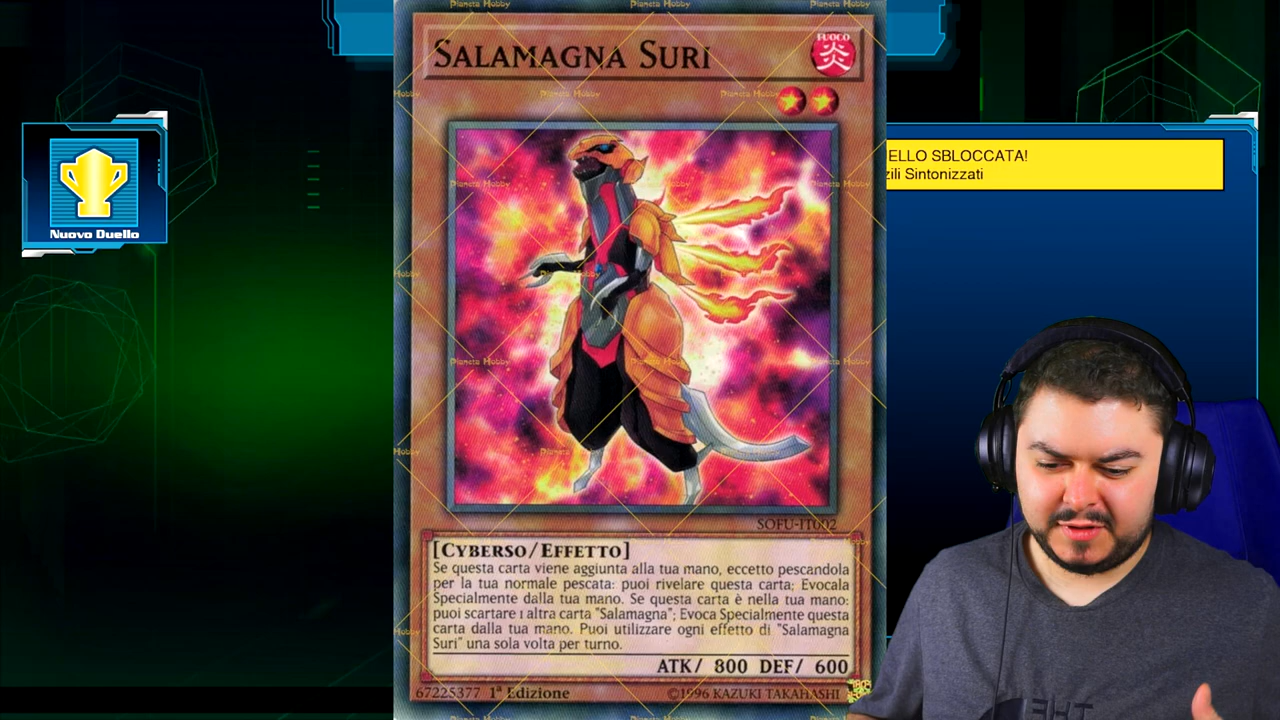 Salamagna Suri
FUOCO
炎
Nuovo Duello
ELLO SBLOCCATA!
zili Sintonizzati
SOFU-IT002
[Cyberso/Effetto]
Se questa carta viene aggiunta alla tua mano, eccetto pescandola
per la tua normale pescata: puoi rivelare questa carta; Evocala
Specialmente dalla tua mano. Se questa carta è nella tua mano:
puoi scartare 1 altra carta "Salamagna"; Evoca Specialmente questa
carta dalla tua mano. Puoi utilizzare ogni effetto di "Salamagna
Suri" una sola volta per turno.
ATK/ 800 DEF/ 600
67225377 1ª Edizione ©1996 KAZUKI TAKAHASHI
Planeta Hobby
THE